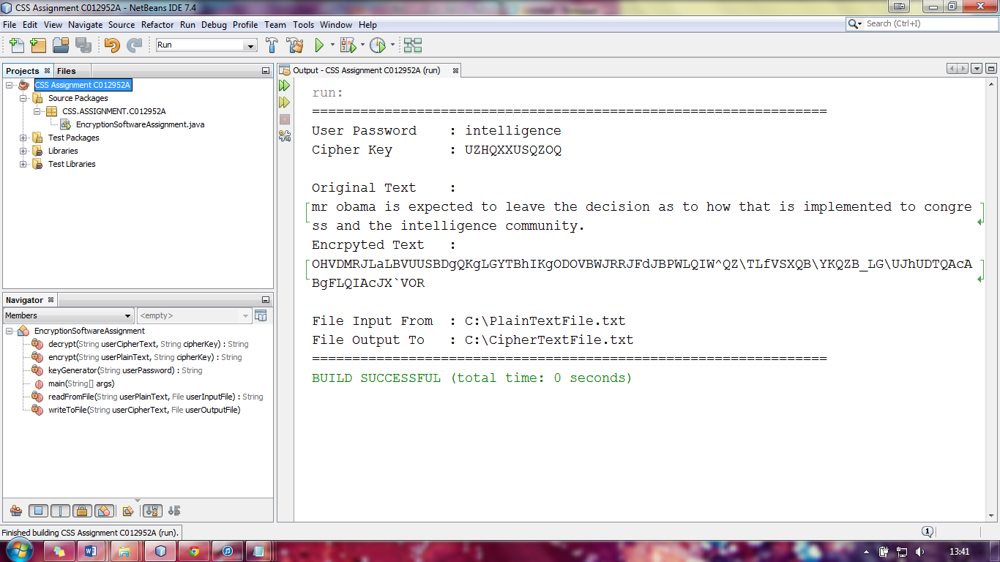 CSS Assignment C012952A - NetBeans IDE 7.4
File Edit View Navigate Source Refactor Run Debug Profile Team Tools Window Help
Search (Ctrl+I)
Run
Projects Files
CSS Assignment C012952A
Source Packages
CSS.ASSIGNMENT.C012952A
EncryptionSoftwareAssignment.java
Test Packages
Libraries
Test Libraries
Navigator
Members
<empty>
EncryptionSoftwareAssignment
decrypt(String userCipherText, String cipherKey) : String
encrypt(String userPlainText, String cipherKey) : String
keyGenerator(String userPassword) : String
main(String[] args)
readFromFile(String userPlainText, File userInputFile) : String
writeToFile(String userCipherText, File userOutputFile)
Output - CSS Assignment C012952A (run)
run:
================================================================
User Password    : intelligence
Cipher Key       : UZHQXXUSQZOQ
Original Text    :
mr obama is expected to leave the decision as to how that is implemented to congre
ss and the intelligence community.
Encrpyted Text   :
OHVDMRJLaLBVUUSBDgQKgLGYTBhIKgODOVBWJRRJFdJBPWLQIW^QZ\TLfVSXQB\YKQZB_LG\UJhUDTQAcA
BgFLQIAcJX`VOR
File Input From  : C:\PlainTextFile.txt
File Output To   : C:\CipherTextFile.txt
================================================================
BUILD SUCCESSFUL (total time: 0 seconds)
Finished building CSS Assignment C012952A (run).
1
13:41